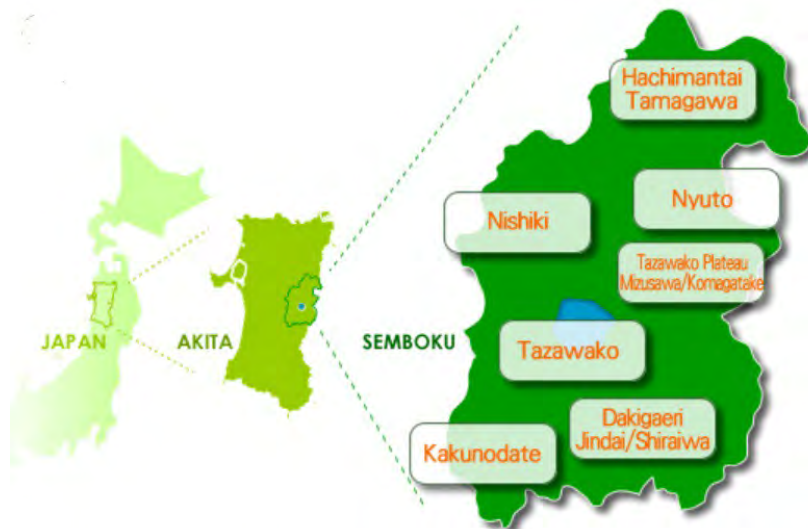 Hachimantai
Tamagawa
Nyuto
Nishiki
Tazawako Plateau
Mizusawa/Komagatake
JAPAN
AKITA
SEMBOKU
Tazawako
Dakigaeri
Jindai/Shiraiwa
Kakunodate